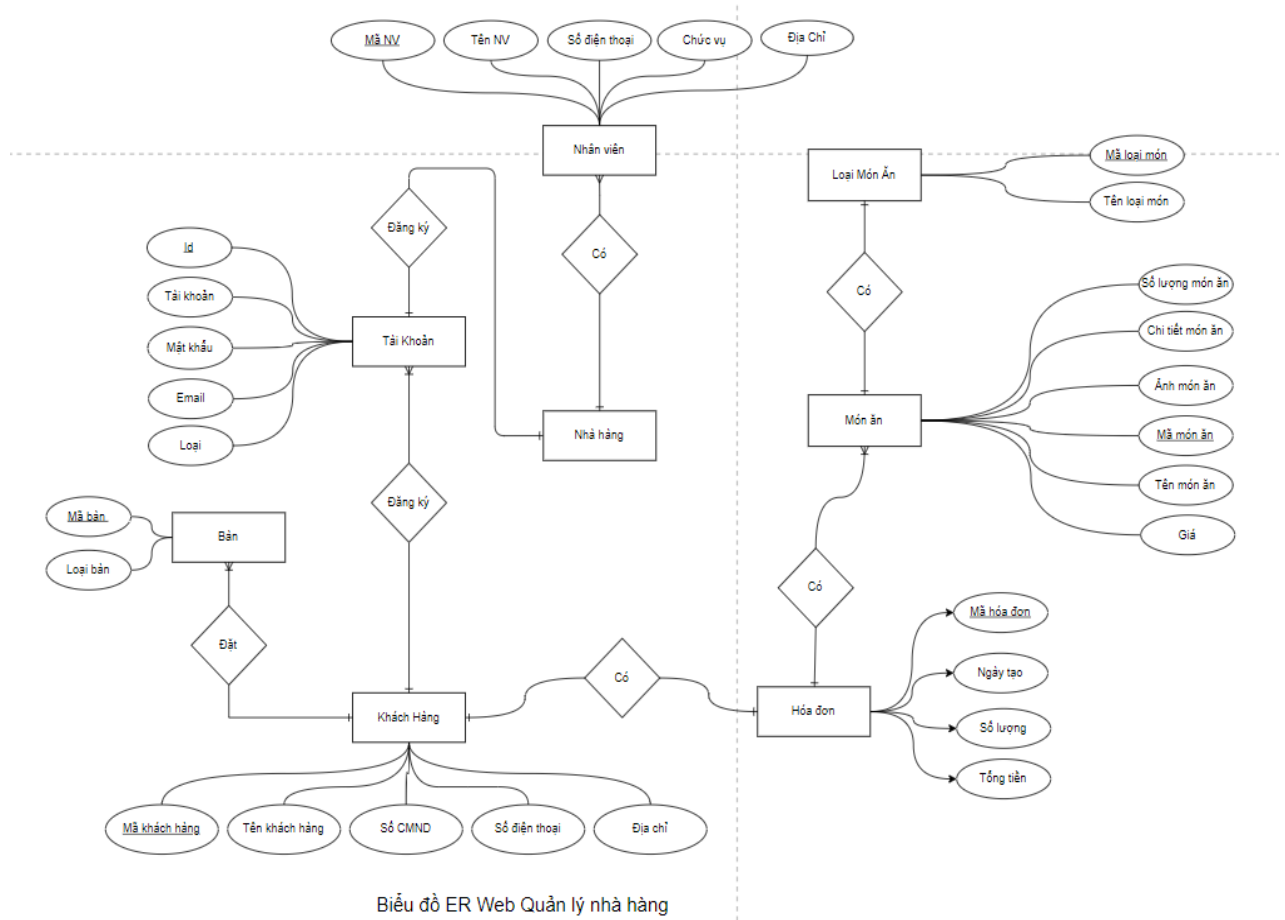 Mã NV
Tên NV
Số điện thoại
Chức vụ
Địa Chỉ
Nhân viên
Loại Món Ăn
Mã loại món
Tên loại món
Đăng ký
Có
Có
Id
Tài khoản
Mật khẩu
Email
Loại
Tài Khoản
Nhà hàng
Số lượng món ăn
Chi tiết món ăn
Ảnh món ăn
Mã món ăn
Tên món ăn
Giá
Món ăn
Đăng ký
Mã bàn
Loại bàn
Bàn
Đặt
Có
Có
Mã hóa đơn
Ngày tạo
Số lượng
Tổng tiền
Khách Hàng
Hóa đơn
Mã khách hàng
Tên khách hàng
Số CMND
Số điện thoại
Địa chỉ
Biểu đồ ER Web Quản lý nhà hàng